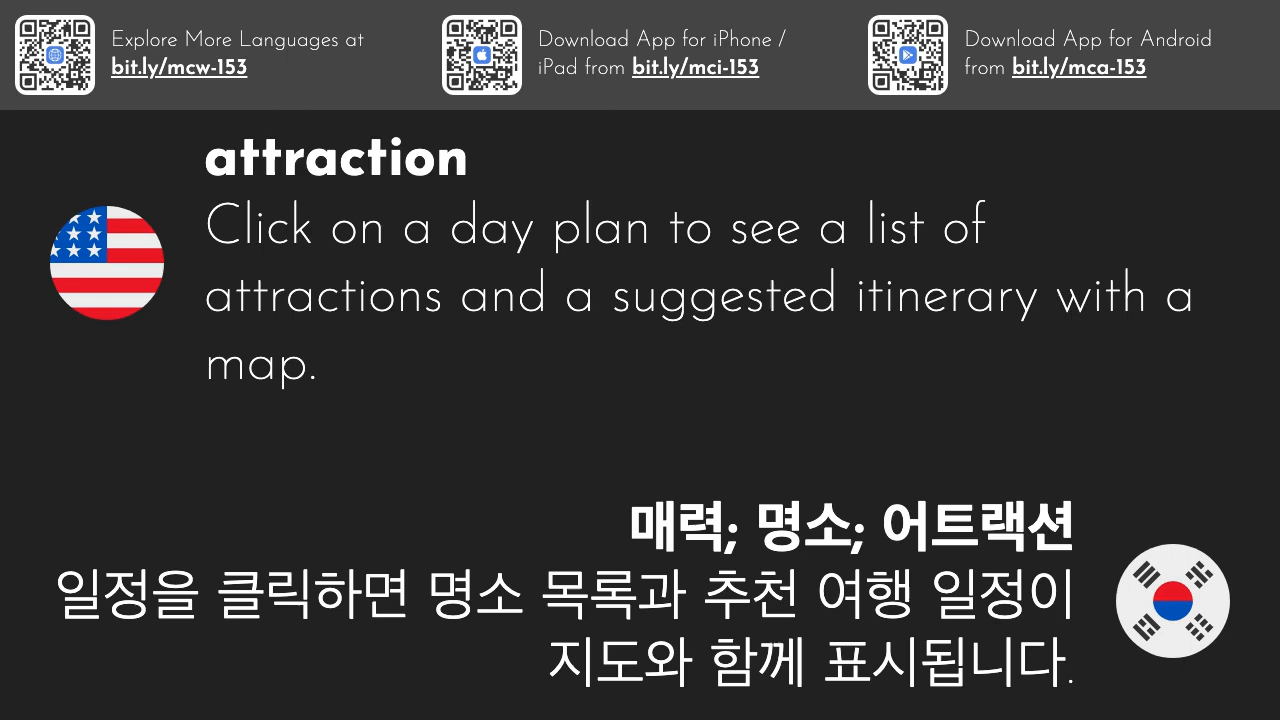 Explore More Languages at
bit.ly/mcw-153
Download App for iPhone /
iPad from bit.ly/mci-153
Download App for Android
from bit.ly/mca-153
attraction
Click on a day plan to see a list of
attractions and a suggested itinerary with a
map.
매력; 명소; 어트랙션
일정을 클릭하면 명소 목록과 추천 여행 일정이
지도와 함께 표시됩니다.